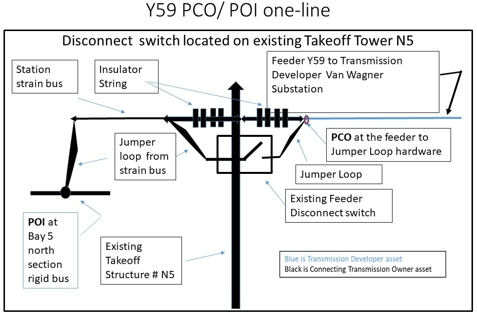 Y59 PCO/ POI one-line
Disconnect switch located on existing Takeoff Tower N5
Station
strain bus
Insulator
String
Feeder Y59 to Transmission
Developer Van Wagner
Substation
Jumper
loop from
strain bus
PCO at the feeder to
Jumper Loop hardware
Jumper Loop
Existing Feeder
Disconnect switch
POI at
Bay 5
north
section
rigid bus
Existing
Takeoff
Structure # N5
Blue is Transmission Developer asset
Black is Connecting Transmission Owner asset